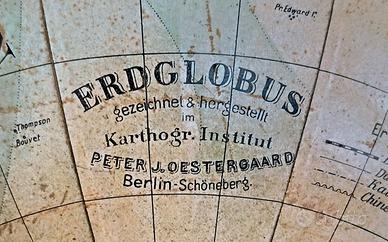 Pr. Edward I.
ERDGLOBUS
gezeichnet & hergestellt
im
Karthogr. Institut
PETER J. OESTERGAARD
Berlin-Schöneberg.
Thompson
Bouvet